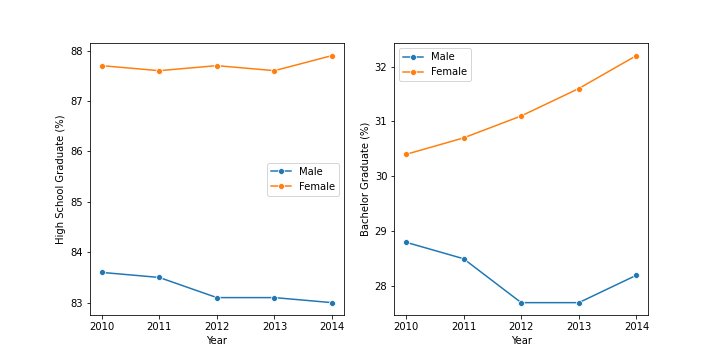 High School Graduate (%)
88
87
86
85
84
83
Male
Female
2010 2011 2012 2013 2014
Year
Bachelor Graduate (%)
32
31
30
29
28
Male
Female
2010 2011 2012 2013 2014
Year